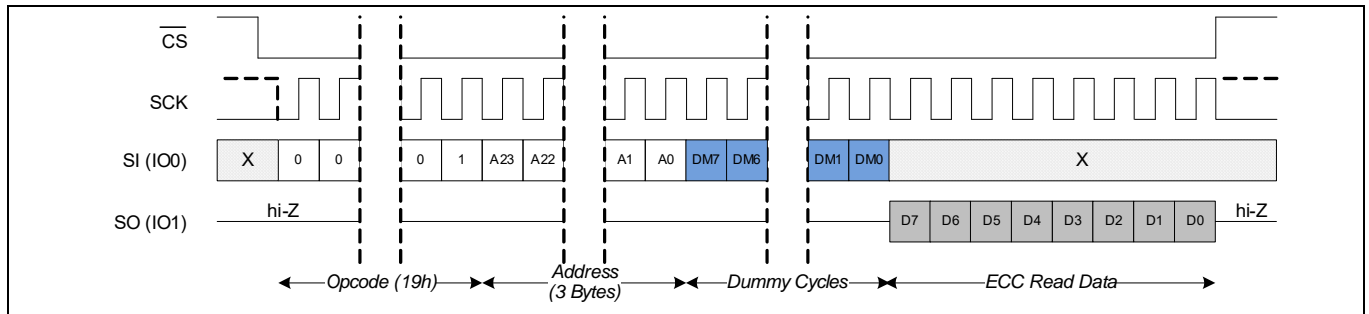 CS
SCK
SI (IO0) X 0 0 0 1 A23 A22 A1 A0 DM7 DM6 DM1 DM0 X
hi-Z hi-Z
SO (IO1) D7 D6 D5 D4 D3 D2 D1 D0
Opcode (19h) Address Dummy Cycles ECC Read Data
(3 Bytes)